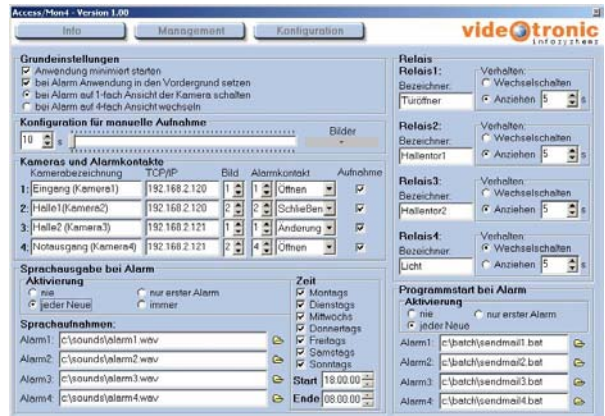 Access/Mon4 - Version 1.00
Info Management Konfiguration
videotronic
infosystems
Grundeinstellungen
Anwendung minimiert starten
bei Alarm Anwendung in den Vordergrund setzen
bei Alarm auf 1-fach Ansicht der Kamera schalten
bei Alarm auf 4-fach Ansicht wechseln
Konfiguration für manuelle Aufnahme
10 s
Bilder
-
Kameras und Alarmkontakte
Kamerabezeichnung TCP/IP Bild Alarmkontakt Aufnahme
1: Eingang (Kamera1) 192.168.2.120 1 1 Öffnen
2: Halle1(Kamera2) 192.168.2.120 2 2 Schließen
3: Halle2 (Kamera3) 192.168.2.121 1 1 Änderung
4: Notausgang (Kamera4) 192.168.2.121 2 4 Öffnen
Sprachausgabe bei Alarm
Aktivierung
nie nur erster Alarm
jeder Neue immer
Sprachaufnahmen:
Alarm1: c:\sounds\alarm1.wav
Alarm2: c:\sounds\alarm2.wav
Alarm3: c:\sounds\alarm3.wav
Alarm4: c:\sounds\alarm4.wav
Zeit
Montags
Dienstags
Mittwochs
Donnertags
Freitags
Samstags
Sonntags
Start 18:00:00
Ende 08:00:00
Relais
Relais1: Verhalten:
Bezeichner: Wechselschalten
Türöffner Anziehen 5 s
Relais2: Verhalten:
Bezeichner: Wechselschalten
Hallentor1 Anziehen 5 s
Relais3: Verhalten:
Bezeichner: Wechselschalten
Hallentor2 Anziehen 5 s
Relais4: Verhalten:
Bezeichner: Wechselschalten
Licht Anziehen 5 s
Programmstart bei Alarm
Aktivierung
nie nur erster Alarm
jeder Neue
Alarm1: c:\batch\sendmail1.bat
Alarm2: c:\batch\sendmail2.bat
Alarm3: c:\batch\sendmail3.bat
Alarm4: c:\batch\sendmail4.bat